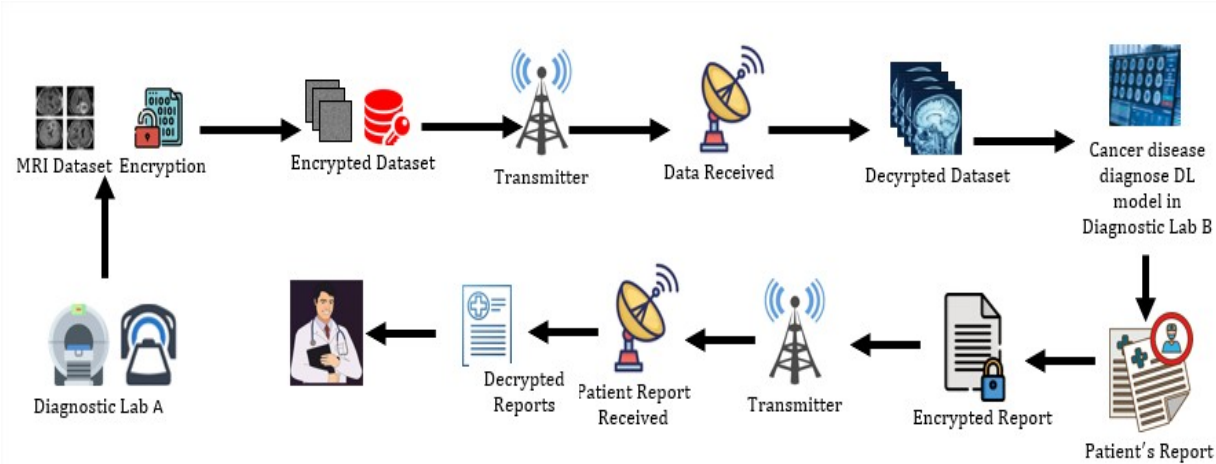 MRI Dataset Encryption
Encrypted Dataset
Transmitter
Data Received
Decyrpted Dataset
Cancer disease
diagnose DL
model in
Diagnostic Lab B
Diagnostic Lab A
Decrypted
Reports
Patient Report
Received
Transmitter
Encrypted Report
Patient's Report